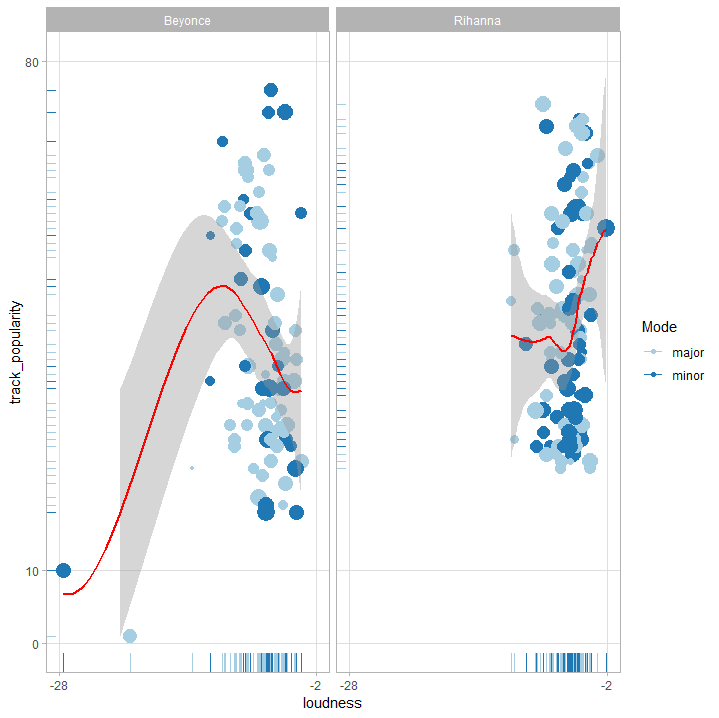 Beyonce
Rihanna
80
10
0
-28
-2
-28
-2
loudness
track_popularity
Mode
major
minor